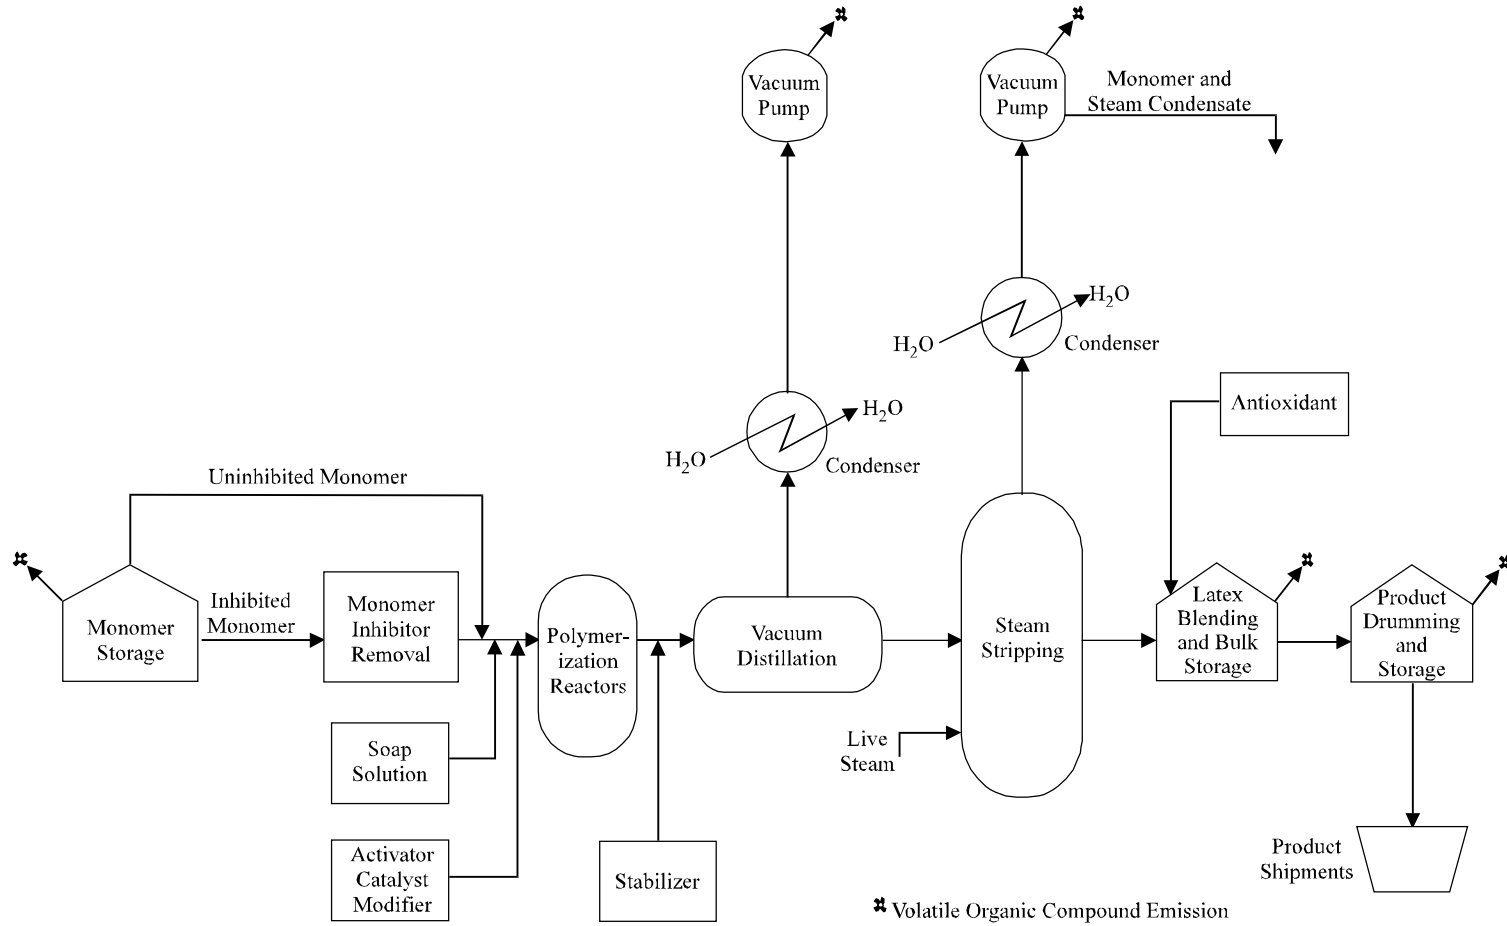 Vacuum
Pump
Vacuum
Pump
Monomer and
Steam Condensate
H2O
H2O
Condenser
H2O
H2O
Condenser
Antioxidant
Uninhibited Monomer
Inhibited
Monomer
Monomer
Storage
Monomer
Inhibitor
Removal
Polymer-
ization
Reactors
Vacuum
Distillation
Steam
Stripping
Latex
Blending
and Bulk
Storage
Product
Drumming
and
Storage
Soap
Solution
Live
Steam
Activator
Catalyst
Modifier
Stabilizer
Product
Shipments
Volatile Organic Compound Emission